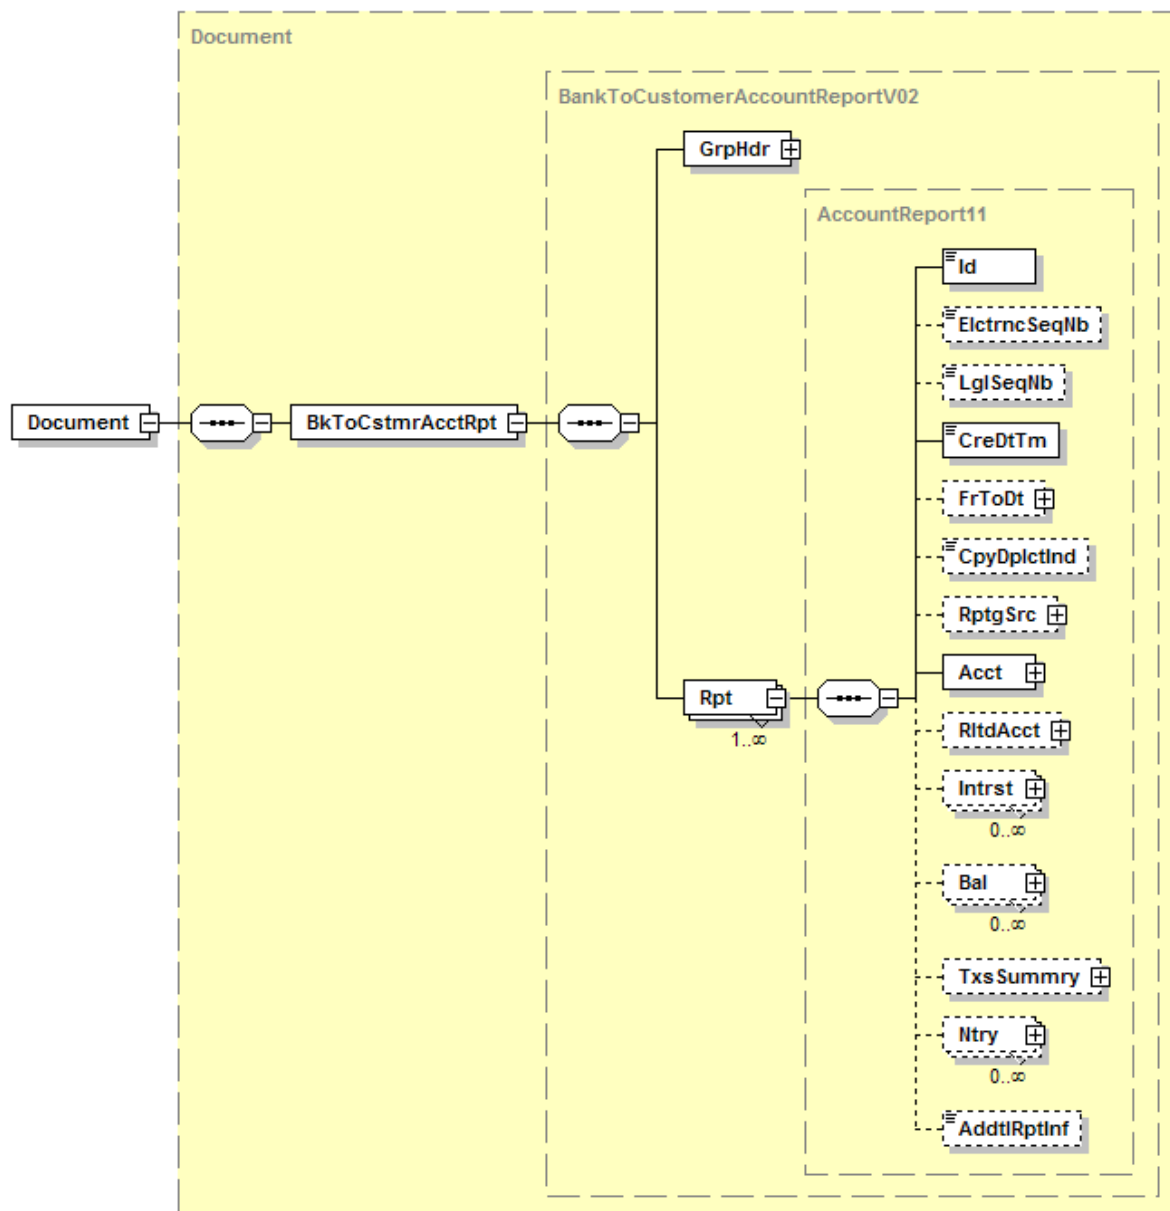 Document
BankToCustomerAccountReportV02
GrpHdr
AccountReport11
Id
ElctrncSeqNb
LglSeqNb
Document
BkToCstmrAcctRpt
CreDtTm
FrToDt
CpyDplctInd
RptgSrc
Acct
Rpt
1..∞
RltdAcct
Intrst
0..∞
Bal
0..∞
TxsSummry
Ntry
0..∞
AddtlRptInf